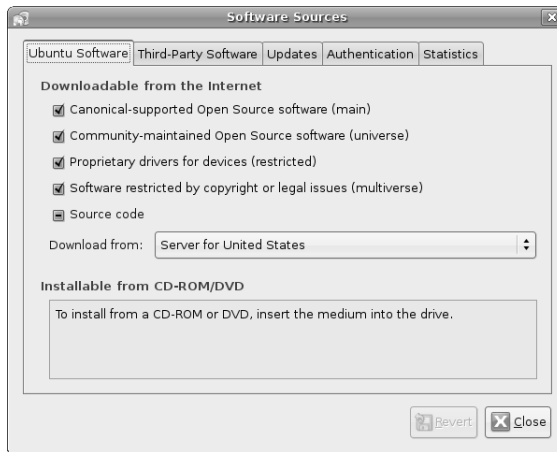 Software Sources
Ubuntu Software Third-Party Software Updates Authentication Statistics
Downloadable from the Internet
Canonical-supported Open Source software (main)
Community-maintained Open Source software (universe)
Proprietary drivers for devices (restricted)
Software restricted by copyright or legal issues (multiverse)
Source code
Download from: Server for United States
Installable from CD-ROM/DVD
To install from a CD-ROM or DVD, insert the medium into the drive.
Revert Close